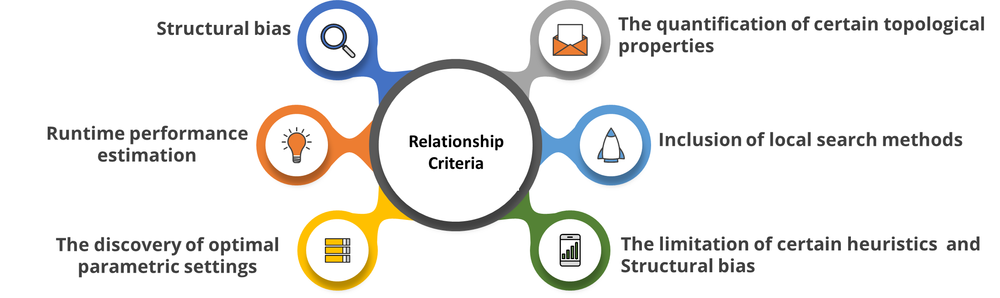 Structural bias
The quantification of certain topological
properties
Runtime performance
estimation
Relationship
Criteria
Inclusion of local search methods
The discovery of optimal
parametric settings
The limitation of certain heuristics  and
Structural bias